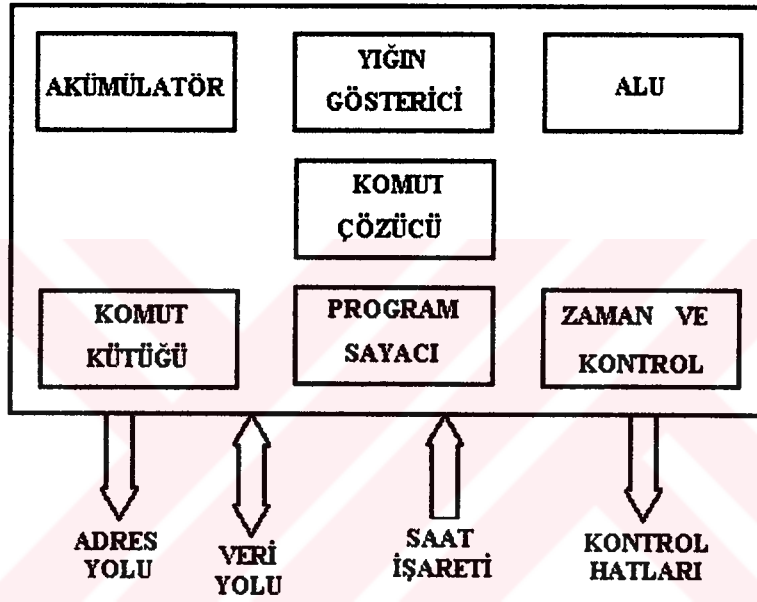 AKÜMÜLATÖR
YIĞIN
GÖSTERİCİ
ALU
KOMUT
ÇÖZÜCÜ
KOMUT
KÜTÜĞÜ
PROGRAM
SAYACI
ZAMAN VE
KONTROL
ADRES
YOLU
VERİ
YOLU
SAAT
İŞARETİ
KONTROL
HATLARI